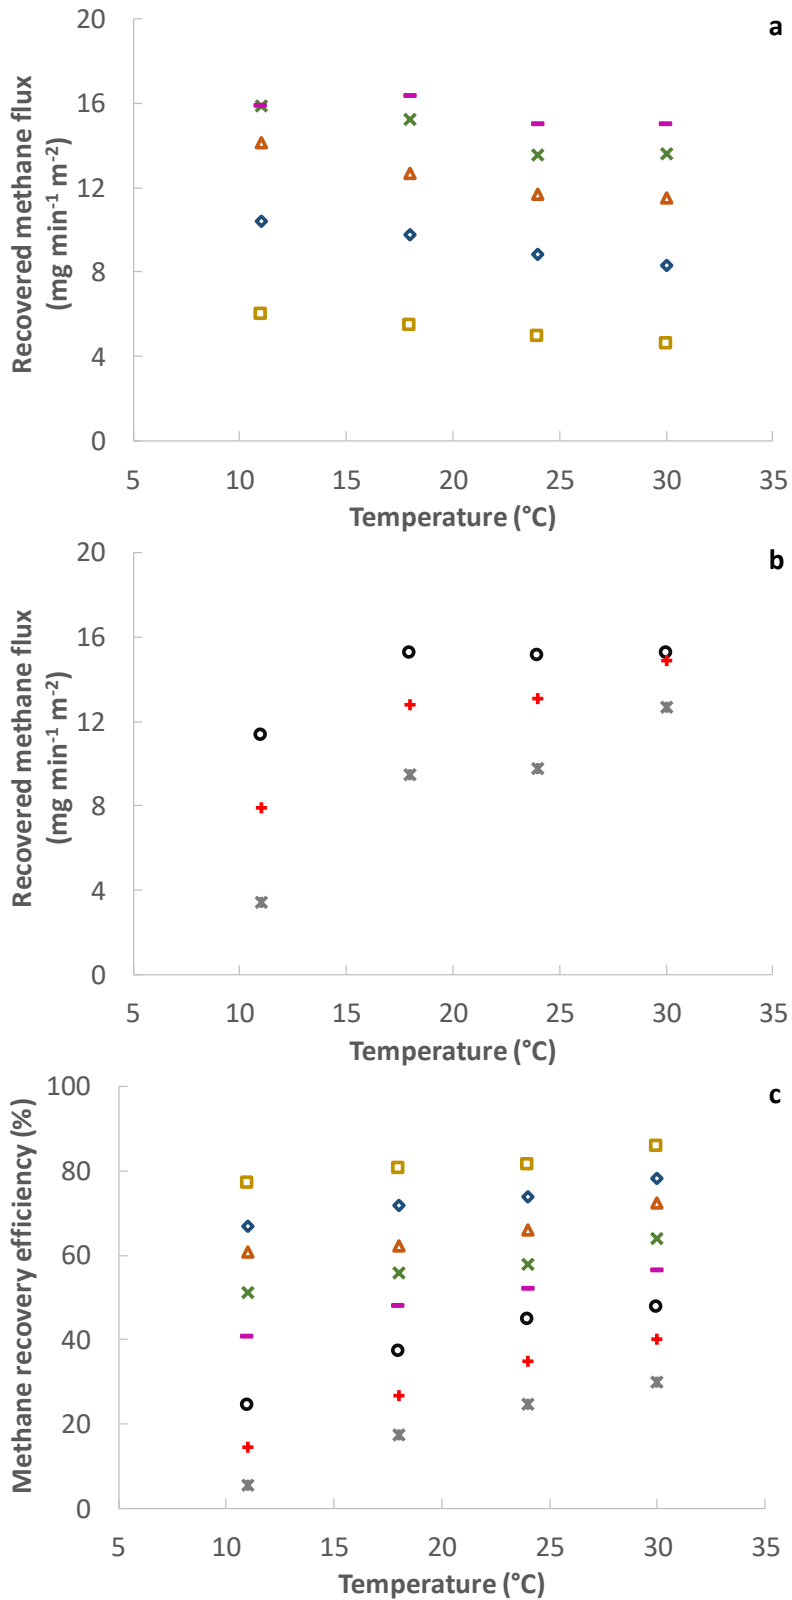 a
20
16
12
8
4
0
5 10 15 20 25 30 35
Recovered methane flux
(mg min⁻¹ m⁻²)
Temperature (°C)
b
20
16
12
8
4
0
5 10 15 20 25 30 35
Recovered methane flux
(mg min⁻¹ m⁻²)
Temperature (°C)
c
100
80
60
40
20
0
5 10 15 20 25 30 35
Methane recovery efficiency (%)
Temperature (°C)